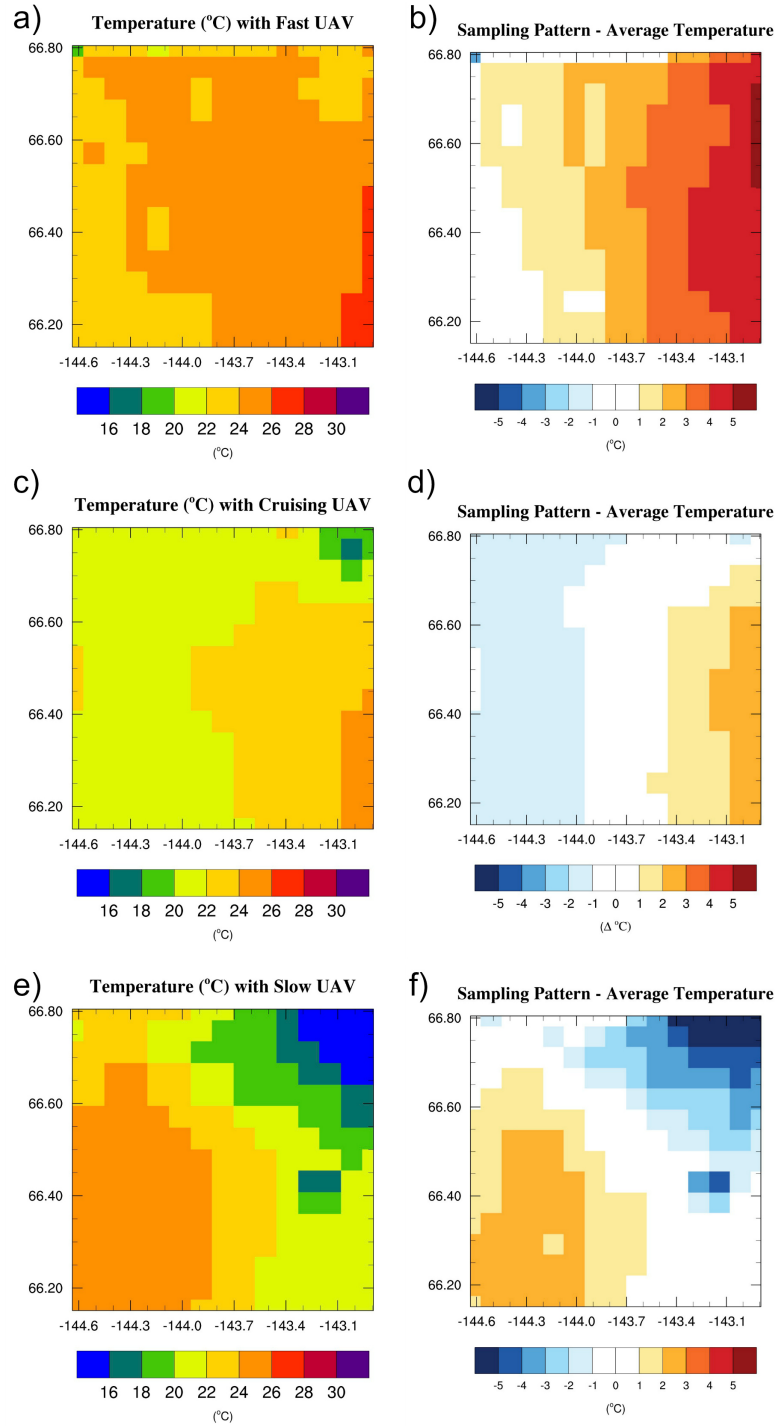 a)
Temperature (°C) with Fast UAV
66.80
66.60
66.40
66.20
-144.6 -144.3 -144.0 -143.7 -143.4 -143.1
16 18 20 22 24 26 28 30
(°C)
b)
Sampling Pattern - Average Temperature
66.80
66.60
66.40
66.20
-144.6 -144.3 -144.0 -143.7 -143.4 -143.1
-5 -4 -3 -2 -1 0 1 2 3 4 5
(°C)
c)
Temperature (°C) with Cruising UAV
66.80
66.60
66.40
66.20
-144.6 -144.3 -144.0 -143.7 -143.4 -143.1
16 18 20 22 24 26 28 30
(°C)
d)
Sampling Pattern - Average Temperature
66.80
66.60
66.40
66.20
-144.6 -144.3 -144.0 -143.7 -143.4 -143.1
-5 -4 -3 -2 -1 0 1 2 3 4 5
(Δ °C)
e)
Temperature (°C) with Slow UAV
66.80
66.60
66.40
66.20
-144.6 -144.3 -144.0 -143.7 -143.4 -143.1
16 18 20 22 24 26 28 30
(°C)
f)
Sampling Pattern - Average Temperature
66.80
66.60
66.40
66.20
-144.6 -144.3 -144.0 -143.7 -143.4 -143.1
-5 -4 -3 -2 -1 0 1 2 3 4 5
(°C)